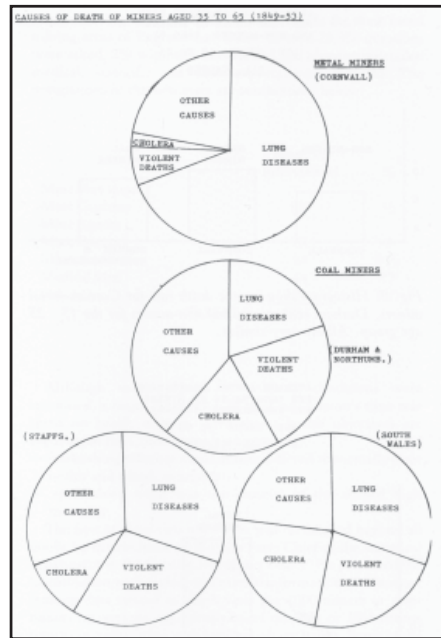 CAUSES OF DEATH OF MINERS AGED 35 TO 65 (1849-53)
METAL MINERS
(CORNWALL)
OTHER
CAUSES
CHOLERA
VIOLENT
DEATHS
LUNG
DISEASES
COAL MINERS
LUNG
DISEASES
OTHER
CAUSES
VIOLENT
DEATHS
(DURHAM &
NORTHUMB.)
CHOLERA
(STAFFS.)
OTHER
CAUSES
LUNG
DISEASES
CHOLERA
VIOLENT
DEATHS
(SOUTH
WALES)
OTHER
CAUSES
LUNG
DISEASES
CHOLERA
VIOLENT
DEATHS